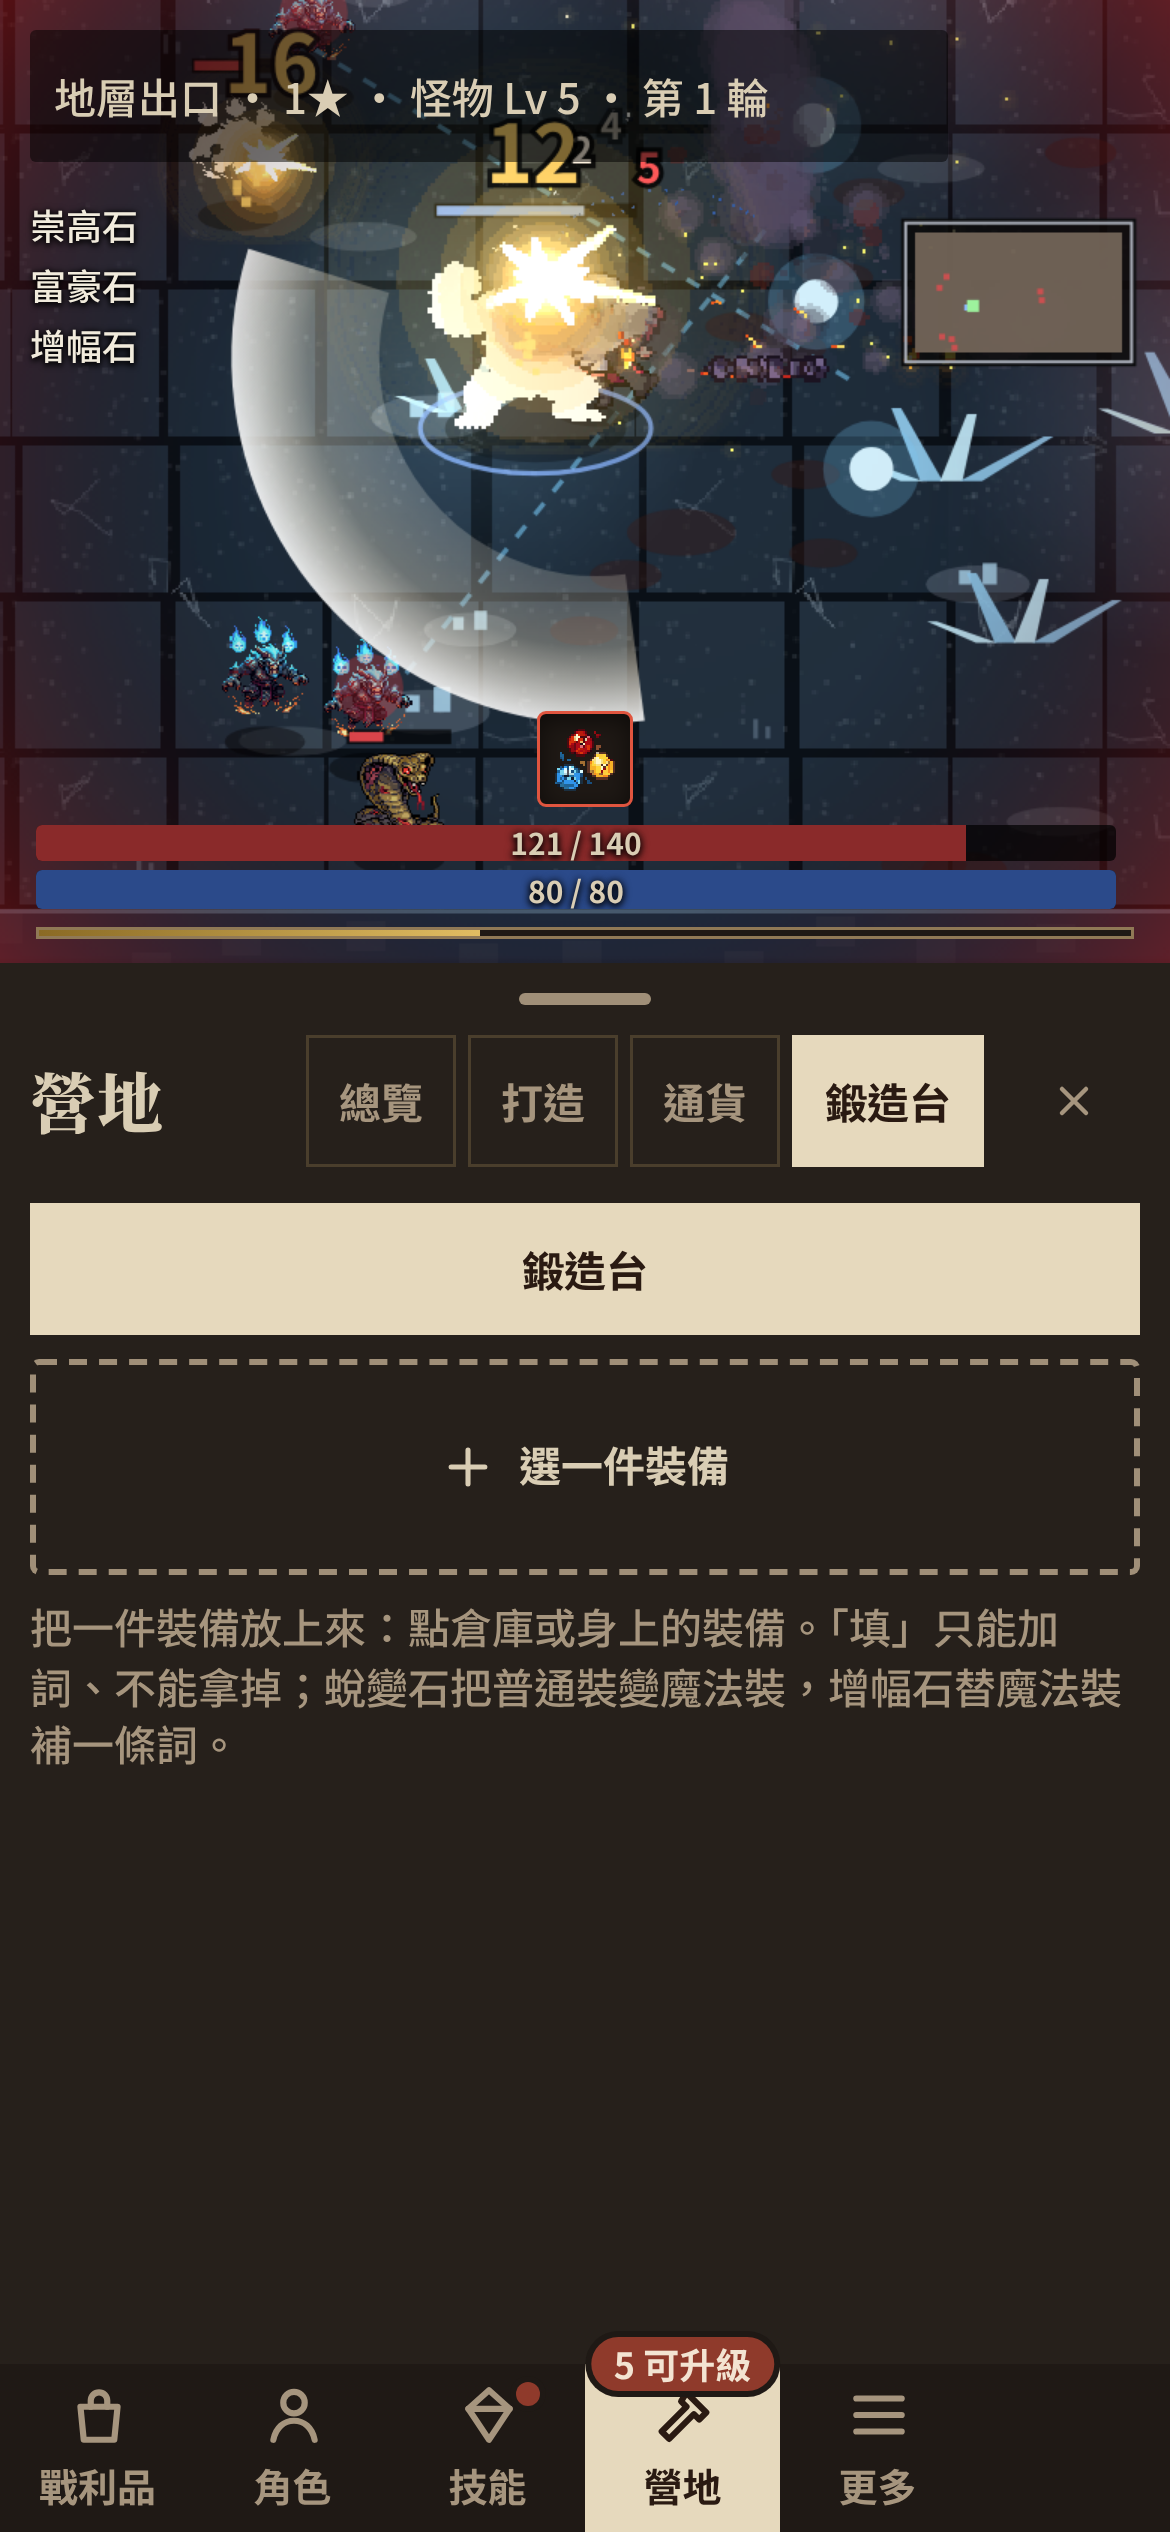 -16
地層出口 · 1★ · 怪物 Lv 5 · 第 1 輪
4
12
2
5
崇高石
富豪石
增幅石
121 / 140
80 / 80
營地
總覽
打造
通貨
鍛造台
×
鍛造台
+ 選一件裝備
把一件裝備放上來：點倉庫或身上的裝備。「填」只能加
詞、不能拿掉；蛻變石把普通裝變魔法裝，增幅石替魔法裝
補一條詞。
5 可升級
戰利品
角色
技能
營地
更多